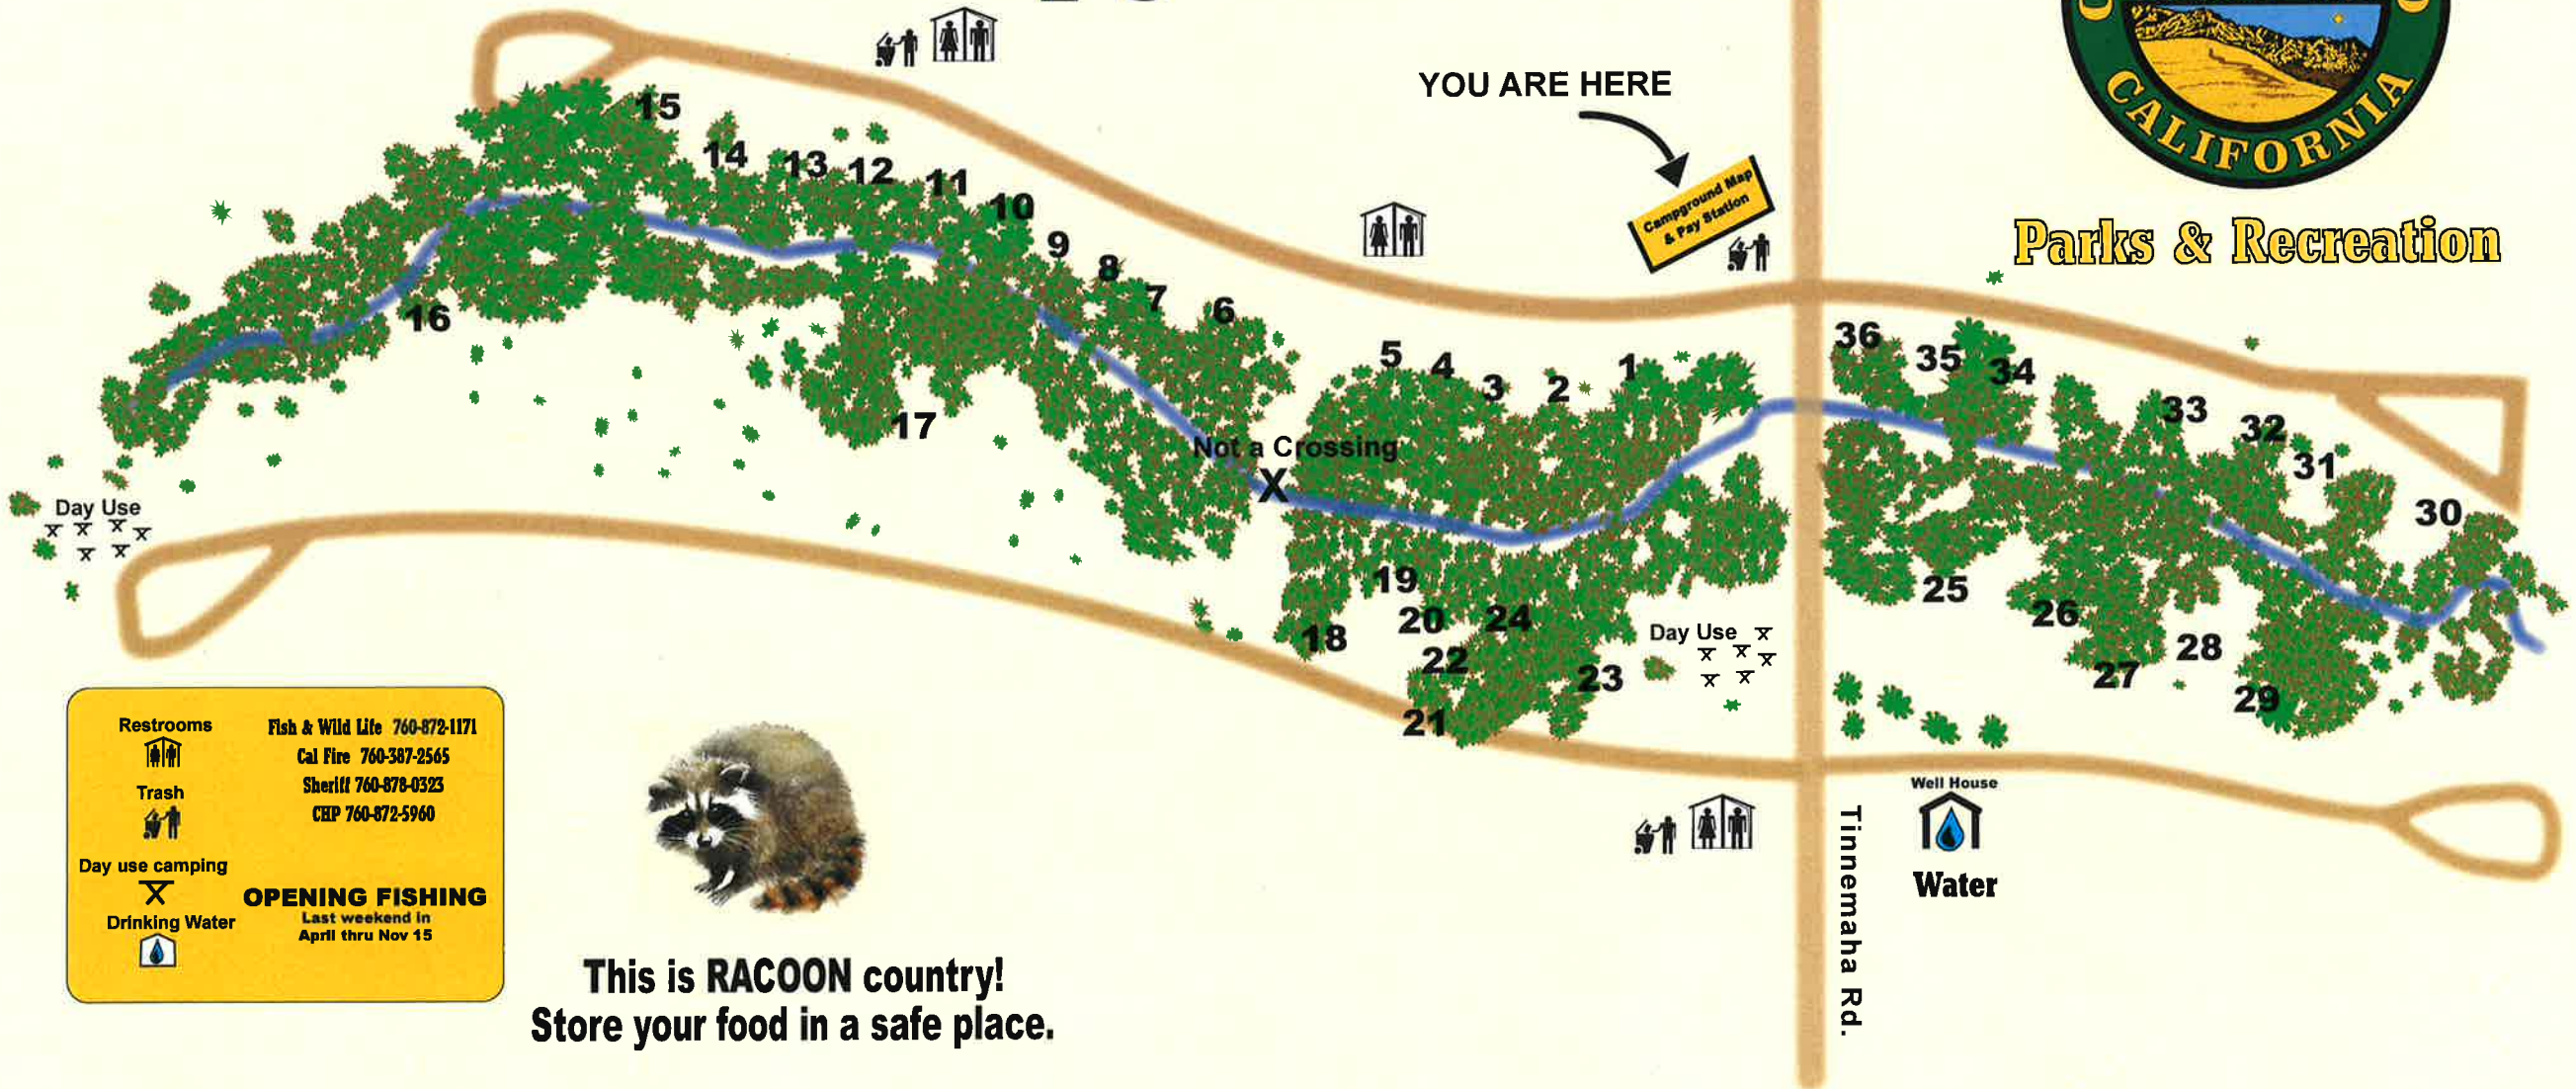 CALIFORNIA
Parks & Recreation
YOU ARE HERE
Campground Map
& Pay Station
15
14
13
12
11
10
9
8
7
6
5
4
3
2
1
16
17
Not a Crossing
X
36
35
34
33
32
31
30
Day Use
18
19
20
24
22
23
21
Day Use
25
26
27
28
29
Well House
Water
Tinnemaha Rd.
Restrooms
Trash
Day use camping
Drinking Water
Fish & Wild Life 760-872-1171
Cal Fire 760-387-2565
Sheriff 760-878-0323
CHP 760-872-5960
OPENING FISHING
Last weekend in
April thru Nov 15
This is RACOON country!
Store your food in a safe place.